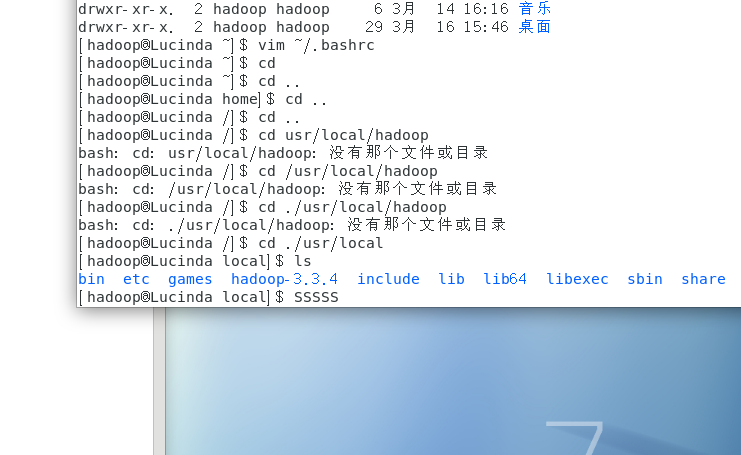 drwxr-xr-x. 2 hadoop hadoop 6 3月 14 16:16 音乐
drwxr-xr-x. 2 hadoop hadoop 29 3月 16 15:46 桌面
[hadoop@Lucinda ~]$ vim ~/.bashrc
[hadoop@Lucinda ~]$ cd
[hadoop@Lucinda ~]$ cd ..
[hadoop@Lucinda home]$ cd ..
[hadoop@Lucinda /]$ cd ..
[hadoop@Lucinda /]$ cd usr/local/hadoop
bash: cd: usr/local/hadoop: 没有那个文件或目录
[hadoop@Lucinda /]$ cd /usr/local/hadoop
bash: cd: /usr/local/hadoop: 没有那个文件或目录
[hadoop@Lucinda /]$ cd ./usr/local/hadoop
bash: cd: ./usr/local/hadoop: 没有那个文件或目录
[hadoop@Lucinda /]$ cd ./usr/local
[hadoop@Lucinda local]$ ls
bin etc games hadoop-3.3.4 include lib lib64 libexec sbin share
[hadoop@Lucinda local]$ SSSSS
7